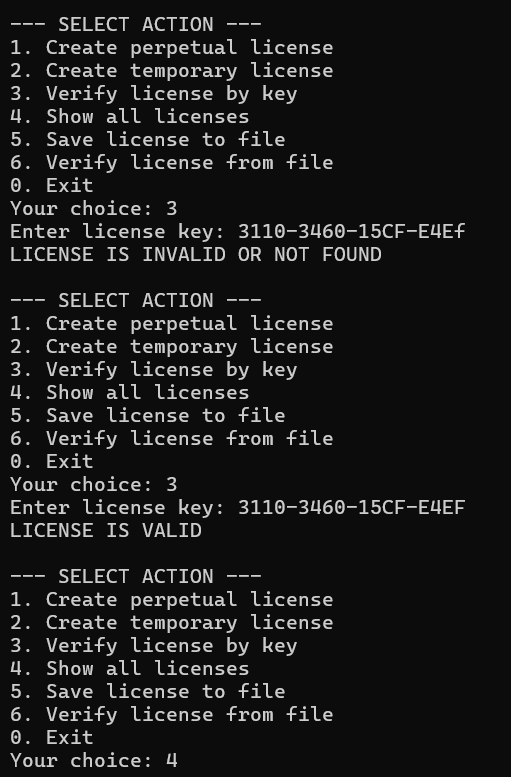 --- SELECT ACTION ---
1. Create perpetual license
2. Create temporary license
3. Verify license by key
4. Show all licenses
5. Save license to file
6. Verify license from file
0. Exit
Your choice: 3
Enter license key: 3110-3460-15CF-E4Ef
LICENSE IS INVALID OR NOT FOUND

--- SELECT ACTION ---
1. Create perpetual license
2. Create temporary license
3. Verify license by key
4. Show all licenses
5. Save license to file
6. Verify license from file
0. Exit
Your choice: 3
Enter license key: 3110-3460-15CF-E4EF
LICENSE IS VALID

--- SELECT ACTION ---
1. Create perpetual license
2. Create temporary license
3. Verify license by key
4. Show all licenses
5. Save license to file
6. Verify license from file
0. Exit
Your choice: 4